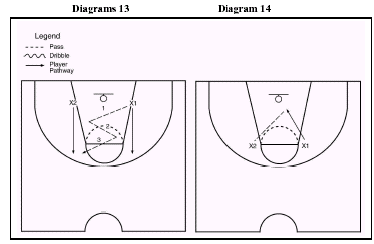 Diagrams 13
Diagram 14
Legend
Pass
Dribble
Player
Pathway
X2
1
X1
2
3
X2
X1